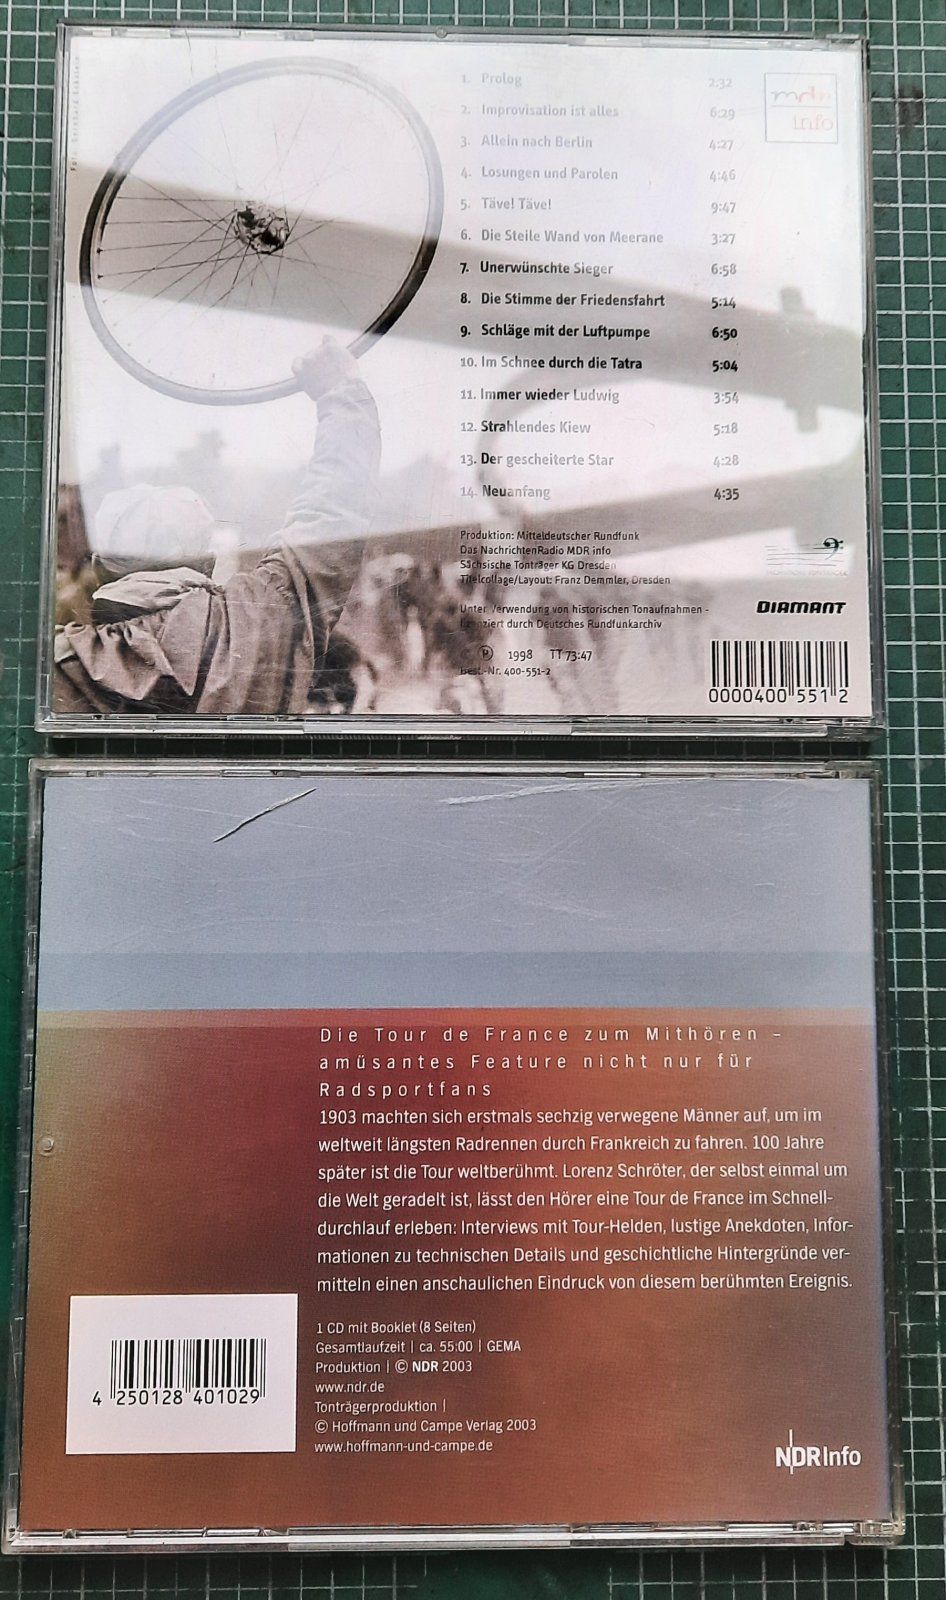 1. Prolog 2:32
2. Improvisation ist alles 6:29
3. Allein nach Berlin 4:27
4. Losungen und Parolen 4:46
5. Täve! Täve! 9:47
6. Die Steile Wand von Meerane 3:27
7. Unerwünschte Sieger 6:58
8. Die Stimme der Friedensfahrt 5:14
9. Schläge mit der Luftpumpe 6:50
10. Im Schnee durch die Tatra 5:04
11. Immer wieder Ludwig 3:54
12. Strahlendes Kiew 5:18
13. Der gescheiterte Star 4:28
14. Neuanfang 4:35
mdr
info
Produktion: Mitteldeutscher Rundfunk
Das NachrichtenRadio MDR info
Sächsische Tonträger KG Dresden
Titelcollage/Layout: Franz Demmler, Dresden
Unter Verwendung von historischen Tonaufnahmen -
lizenziert durch Deutsches Rundfunkarchiv
℗ 1998 TT 73:47
Best.-Nr. 400-551-2
DIAMANT
0000400 551 2
Die Tour de France zum Mithören –
amüsantes Feature nicht nur für
Radsportfans
1903 machten sich erstmals sechzig verwegene Männer auf, um im
weltweit längsten Radrennen durch Frankreich zu fahren. 100 Jahre
später ist die Tour weltberühmt. Lorenz Schröter, der selbst einmal um
die Welt geradelt ist, lässt den Hörer eine Tour de France im Schnell-
durchlauf erleben: Interviews mit Tour-Helden, lustige Anekdoten, Infor-
mationen zu technischen Details und geschichtliche Hintergründe ver-
mitteln einen anschaulichen Eindruck von diesem berühmten Ereignis.
1 CD mit Booklet (8 Seiten)
Gesamtlaufzeit | ca. 55:00 | GEMA
Produktion | © NDR 2003
www.ndr.de
Tonträgerproduktion |
© Hoffmann und Campe Verlag 2003
www.hoffmann-und-campe.de
4 250128 401029
NDR Info